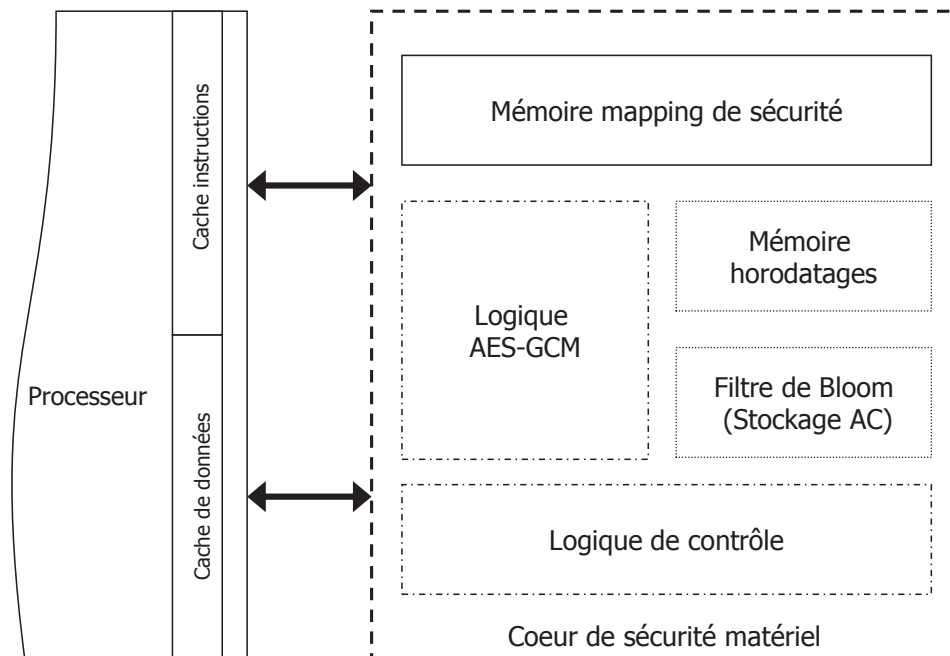 Processeur
Cache instructions
Cache de données
Mémoire mapping de sécurité
Logique
AES-GCM
Mémoire
horodatages
Filtre de Bloom
(Stockage AC)
Logique de contrôle
Coeur de sécurité matériel